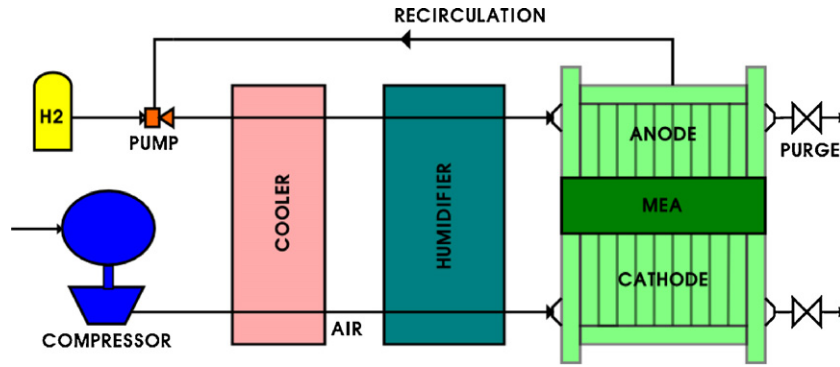 RECIRCULATION
H2
PUMP
COOLER
HUMIDIFIER
ANODE
PURGE
MEA
CATHODE
AIR
COMPRESSOR